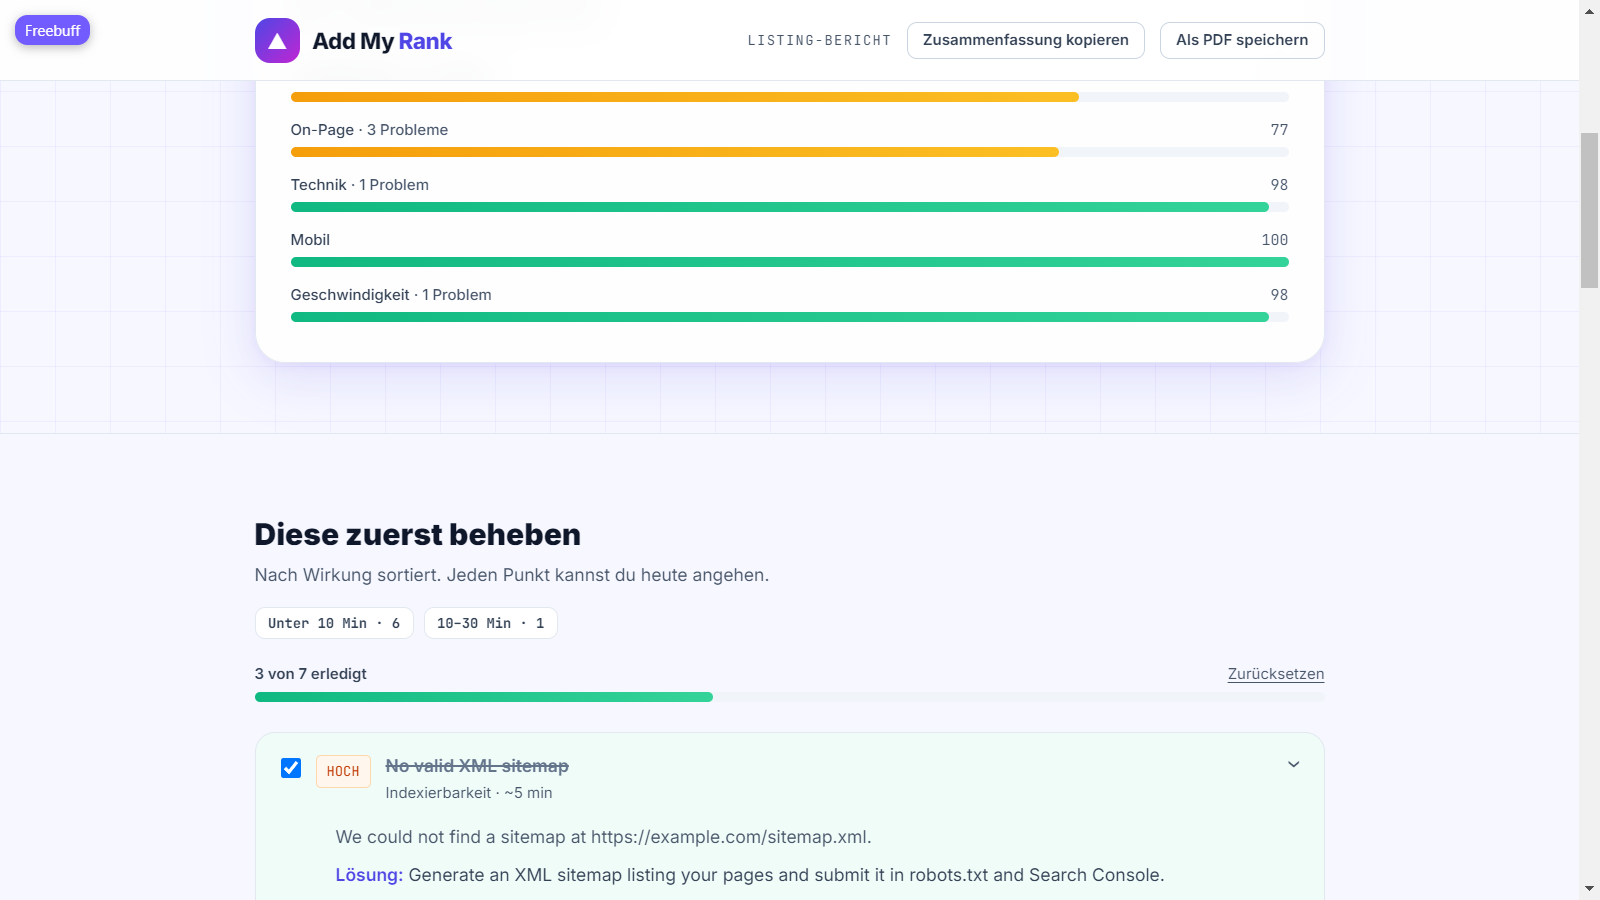 Freebuff
Add My Rank
LISTING-BERICHT
Zusammenfassung kopieren
Als PDF speichern
On-Page · 3 Probleme 77
Technik · 1 Problem 98
Mobil 100
Geschwindigkeit · 1 Problem 98
Diese zuerst beheben
Nach Wirkung sortiert. Jeden Punkt kannst du heute angehen.
Unter 10 Min · 6
10–30 Min · 1
3 von 7 erledigt
Zurücksetzen
HOCH
No valid XML sitemap
Indexierbarkeit · ~5 min
We could not find a sitemap at https://example.com/sitemap.xml.
Lösung: Generate an XML sitemap listing your pages and submit it in robots.txt and Search Console.